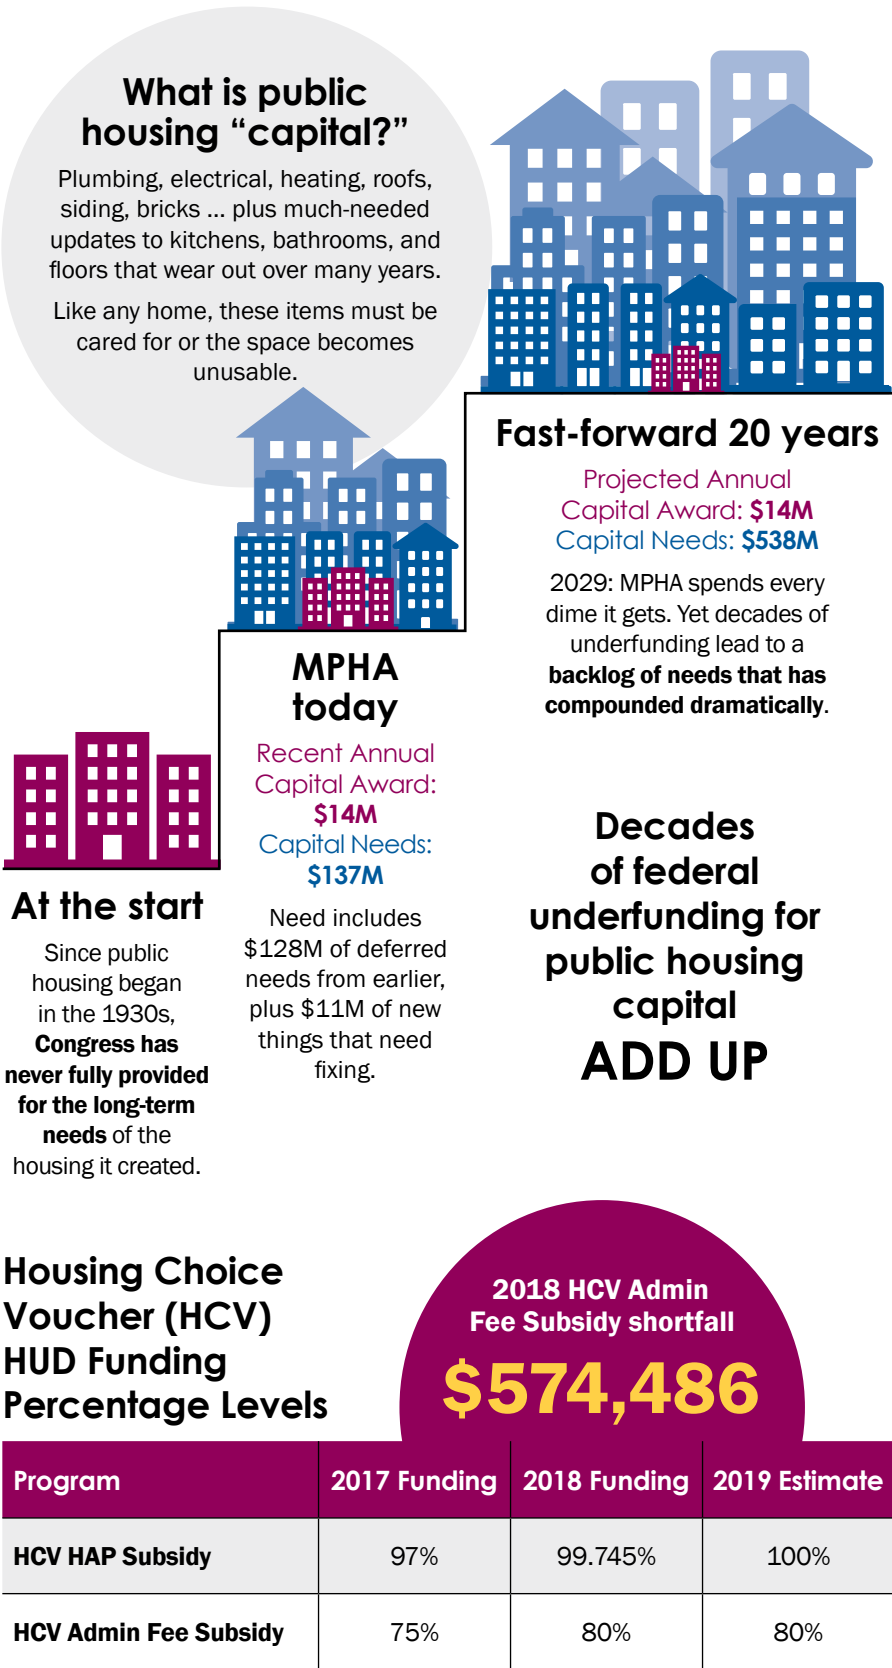 What is public
housing “capital?”
Plumbing, electrical, heating, roofs,
siding, bricks ... plus much-needed
updates to kitchens, bathrooms, and
floors that wear out over many years.
Like any home, these items must be
cared for or the space becomes
unusable.
Fast-forward 20 years
Projected Annual
Capital Award: $14M
Capital Needs: $538M
2029: MPHA spends every
dime it gets. Yet decades of
underfunding lead to a
backlog of needs that has
compounded dramatically.
MPHA
today
Recent Annual
Capital Award:
$14M
Capital Needs:
$137M
Need includes
$128M of deferred
needs from earlier,
plus $11M of new
things that need
fixing.
At the start
Since public
housing began
in the 1930s,
Congress has
never fully provided
for the long-term
needs of the
housing it created.
Decades
of federal
underfunding for
public housing
capital
ADD UP
Housing Choice
Voucher (HCV)
HUD Funding
Percentage Levels
2018 HCV Admin
Fee Subsidy shortfall
$574,486
Program 2017 Funding 2018 Funding 2019 Estimate
HCV HAP Subsidy 97% 99.745% 100%
HCV Admin Fee Subsidy 75% 80% 80%